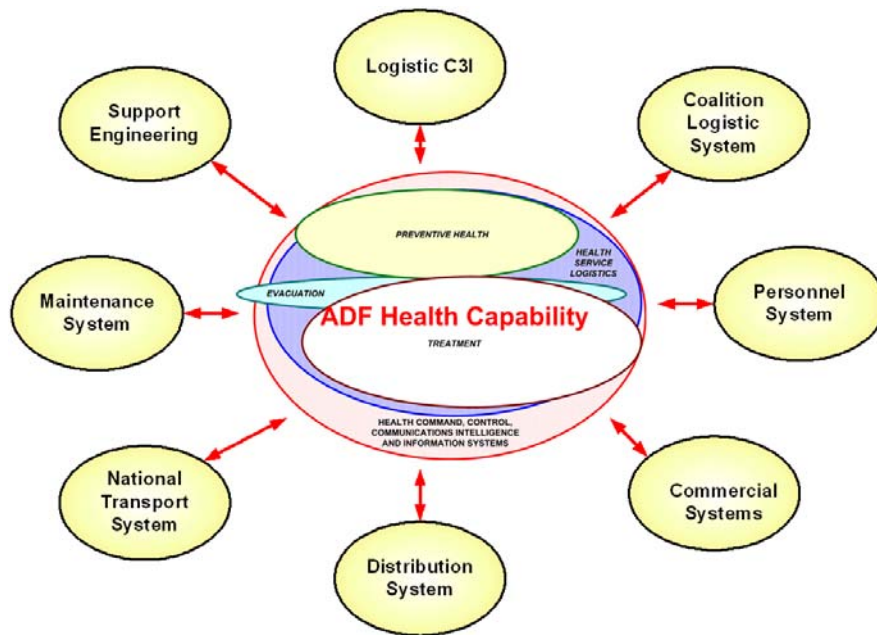 Logistic C3I
Support
Engineering
Coalition
Logistic
System
PREVENTIVE HEALTH
HEALTH
SERVICE
LOGISTICS
EVACUATION
Maintenance
System
Personnel
System
ADF Health Capability
TREATMENT
HEALTH COMMAND, CONTROL,
COMMUNICATIONS INTELLIGENCE
AND INFORMATION SYSTEMS
National
Transport
System
Commercial
Systems
Distribution
System